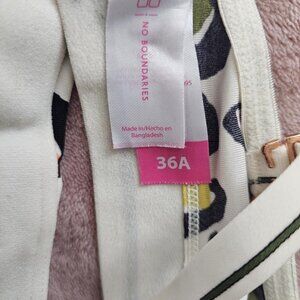 NO BOUNDARIES
Made in/Hecho en
Bangladesh
36A